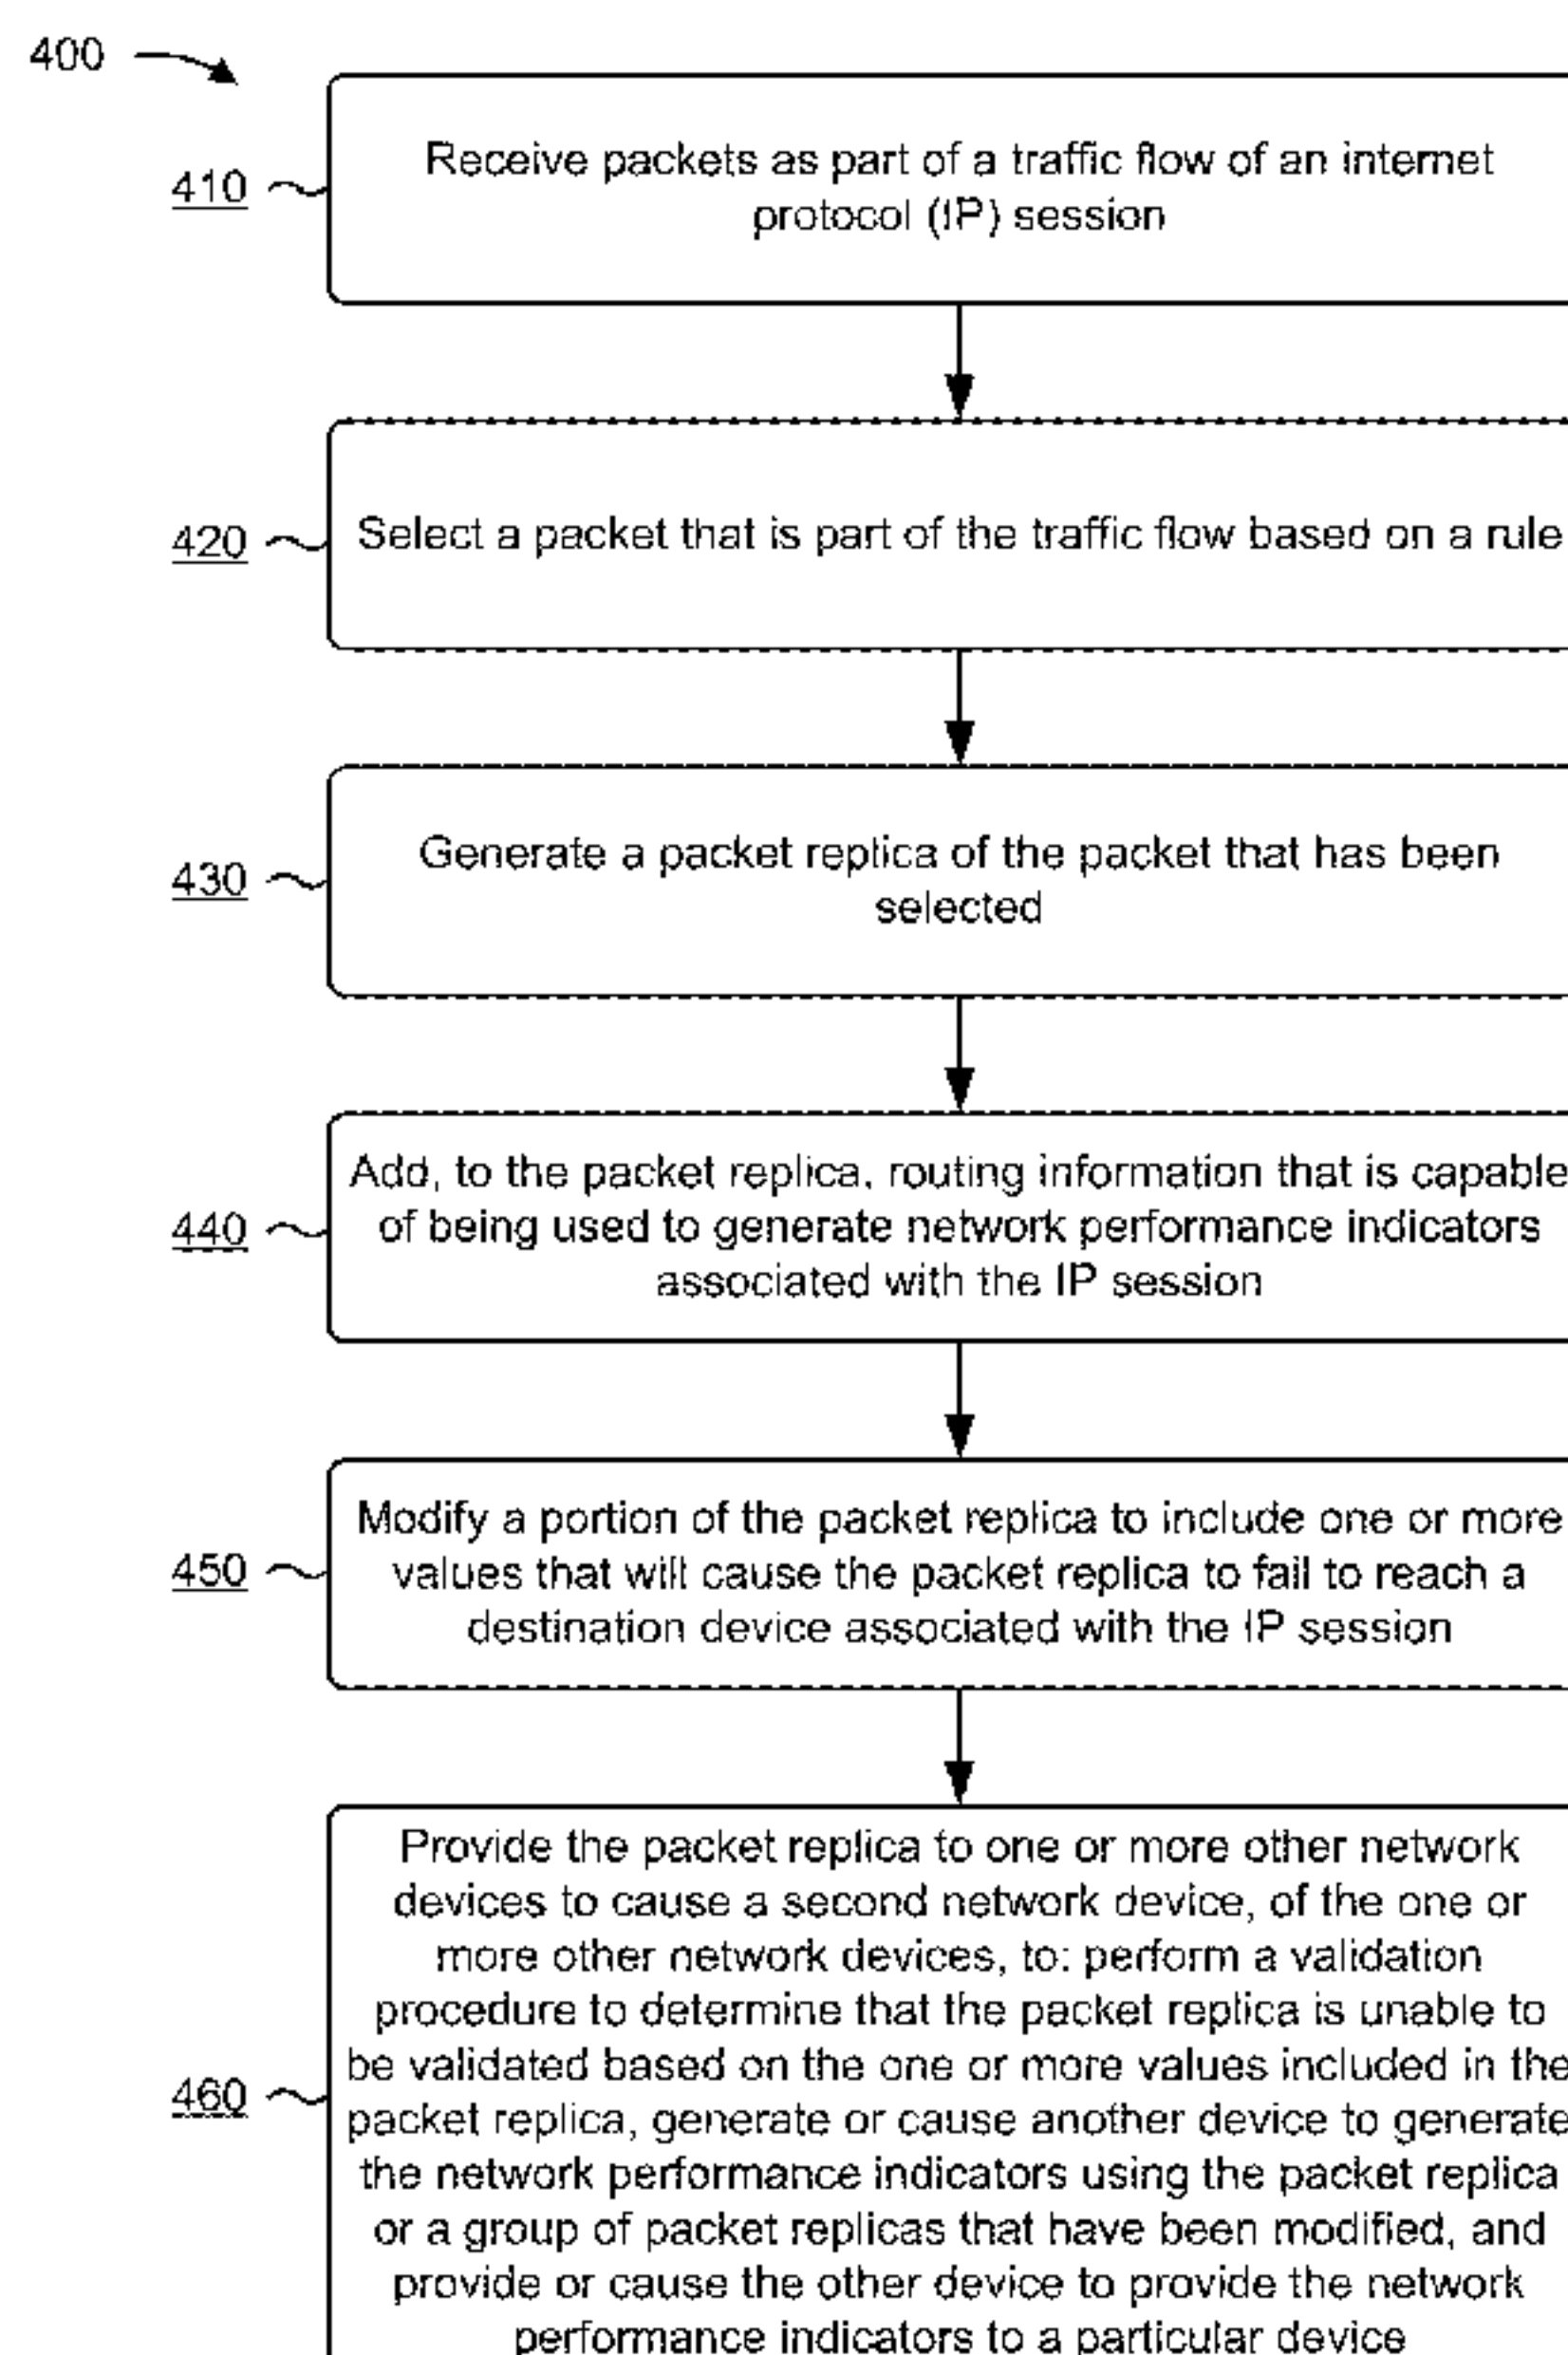 400
410
Receive packets as part of a traffic flow of an internet
protocol (IP) session
420
Select a packet that is part of the traffic flow based on a rule
430
Generate a packet replica of the packet that has been
selected
440
Add, to the packet replica, routing information that is capable
of being used to generate network performance indicators
associated with the IP session
450
Modify a portion of the packet replica to include one or more
values that will cause the packet replica to fail to reach a
destination device associated with the IP session
460
Provide the packet replica to one or more other network
devices to cause a second network device, of the one or
more other network devices, to: perform a validation
procedure to determine that the packet replica is unable to
be validated based on the one or more values included in the
packet replica, generate or cause another device to generate
the network performance indicators using the packet replica
or a group of packet replicas that have been modified, and
provide or cause the other device to provide the network
performance indicators to a particular device